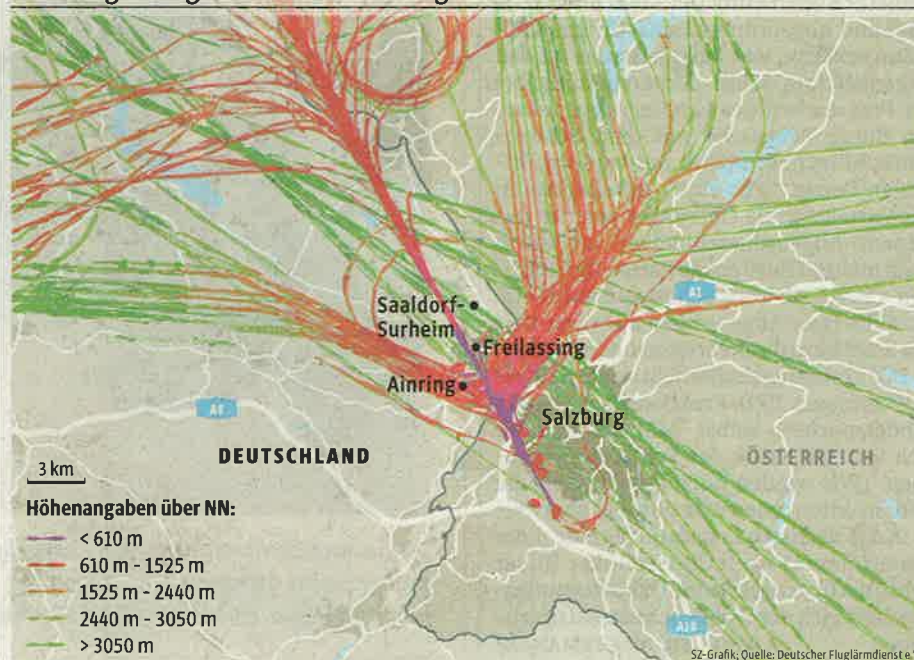 Saaldorf-
Surheim
Freilassing
Ainring
Salzburg
A1
A8
DEUTSCHLAND
ÖSTERREICH
3 km
Höhenangaben über NN:
< 610 m
610 m - 1525 m
1525 m - 2440 m
2440 m - 3050 m
> 3050 m
A10
SZ-Grafik; Quelle: Deutscher Fluglärmdienst e.V